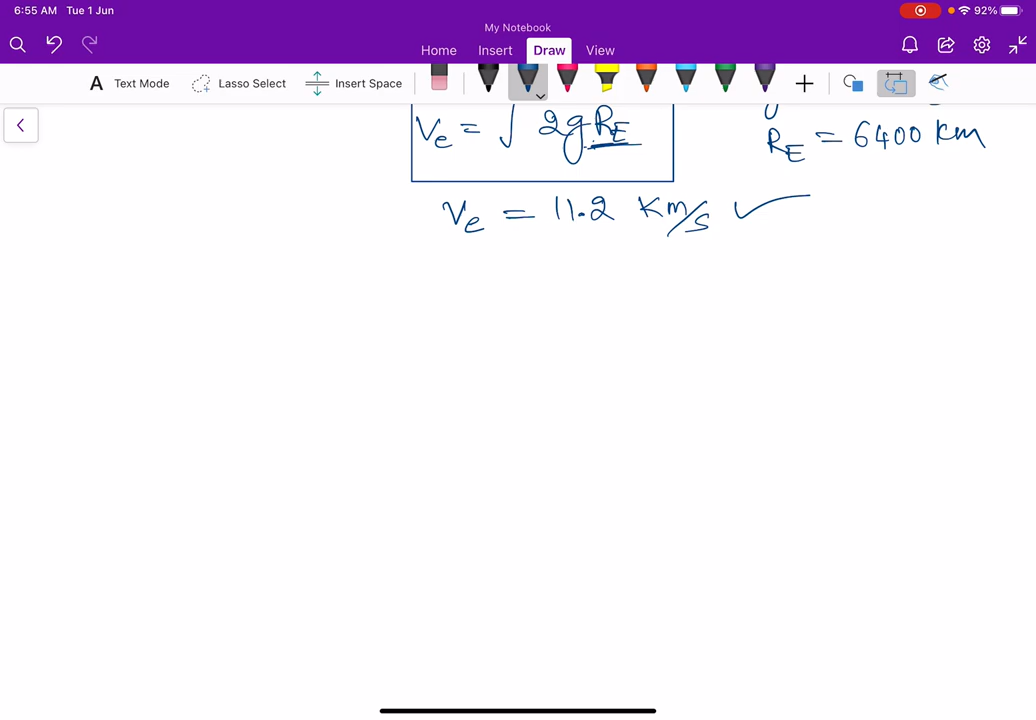 6:55 AM Tue 1 Jun
92%
My Notebook
Home Insert Draw View
A Text Mode Lasso Select Insert Space
Ve = √ 2gRE
RE = 6400 km
Ve = 11.2 Km/s ✓